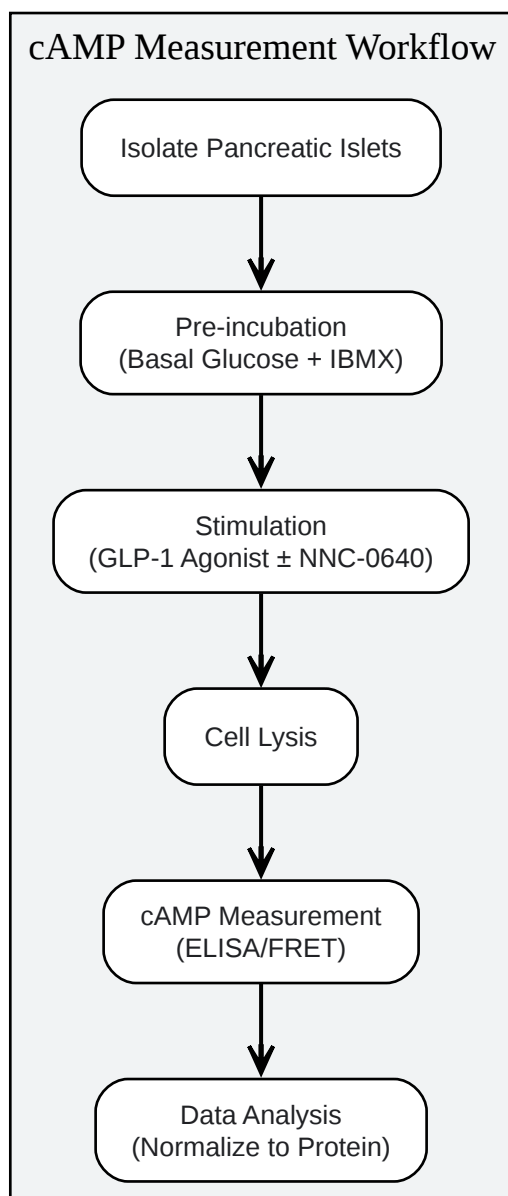 cAMP Measurement Workflow
Isolate Pancreatic Islets
Pre-incubation
(Basal Glucose + IBMX)
Stimulation
(GLP-1 Agonist ± NNC-0640)
Cell Lysis
cAMP Measurement
(ELISA/FRET)
Data Analysis
(Normalize to Protein)